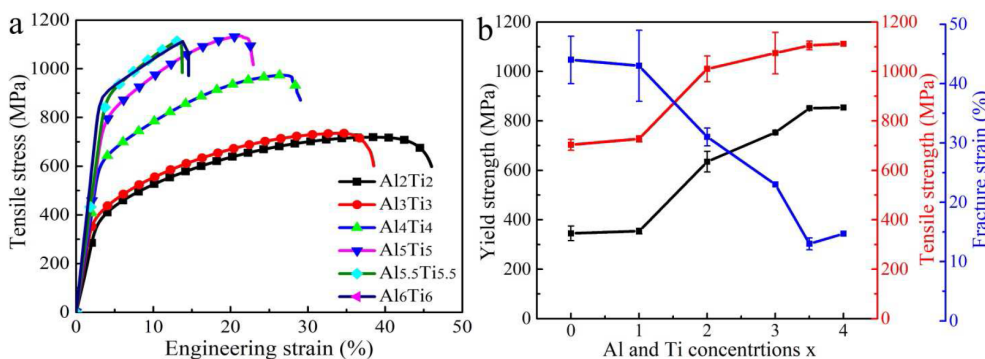 a
Tensile stress (MPa)
1200
1000
800
600
400
200
0
Al2Ti2
Al3Ti3
Al4Ti4
Al5Ti5
Al5.5Ti5.5
Al6Ti6
0 10 20 30 40 50
Engineering strain (%)
b
Yield strength (MPa)
1200
1000
800
600
400
200
0 1 2 3 4
Al and Ti concentrtions x
1200
1000
800
600
400
200
0
Tensile strength (MPa)
50
40
30
20
10
0
Fracture strain (%)